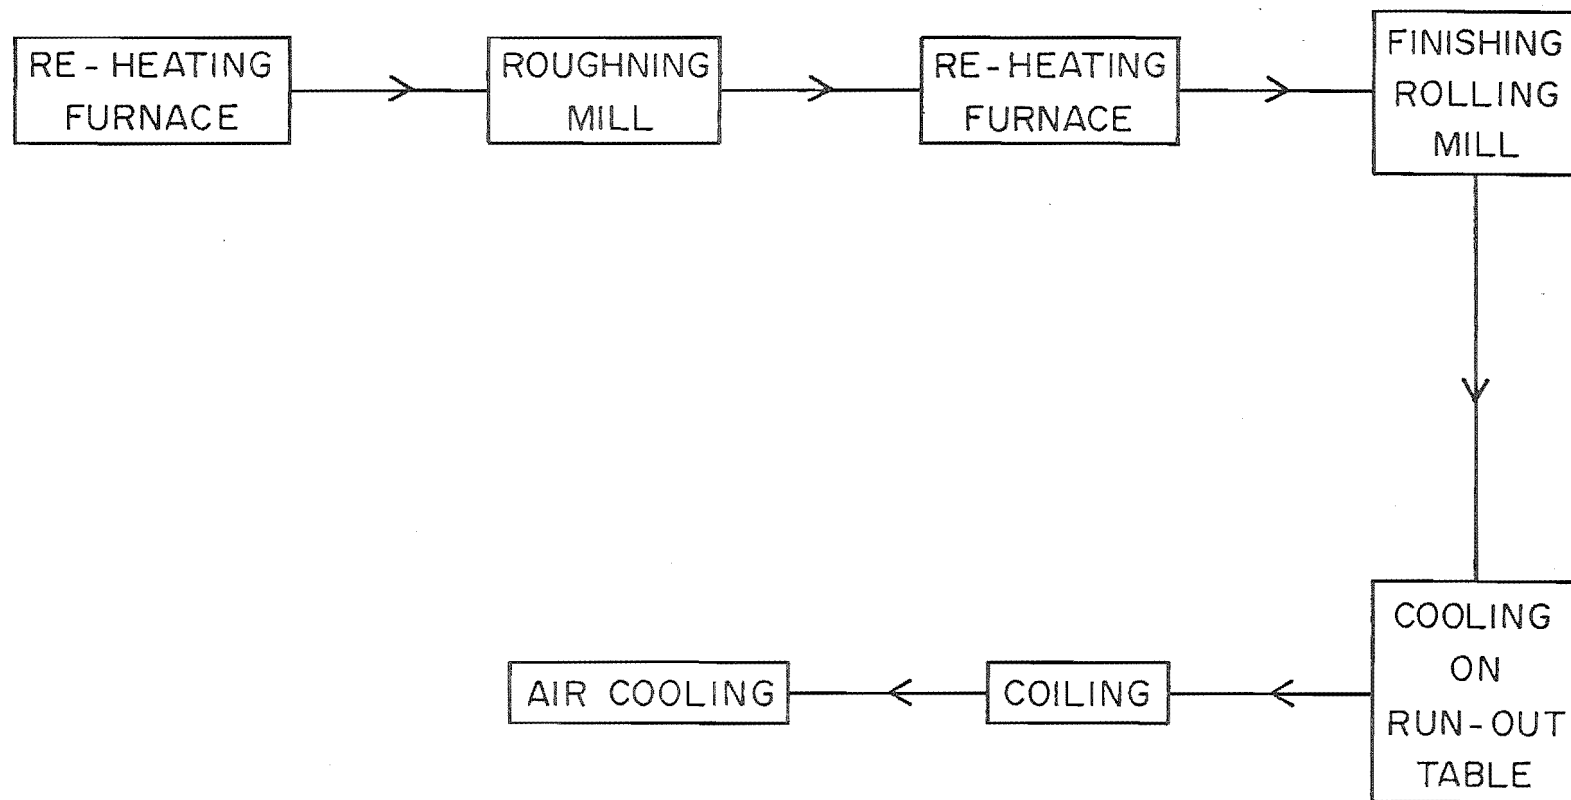 RE-HEATING
FURNACE
ROUGHNING
MILL
RE-HEATING
FURNACE
FINISHING
ROLLING
MILL
COOLING
ON
RUN-OUT
TABLE
COILING
AIR COOLING